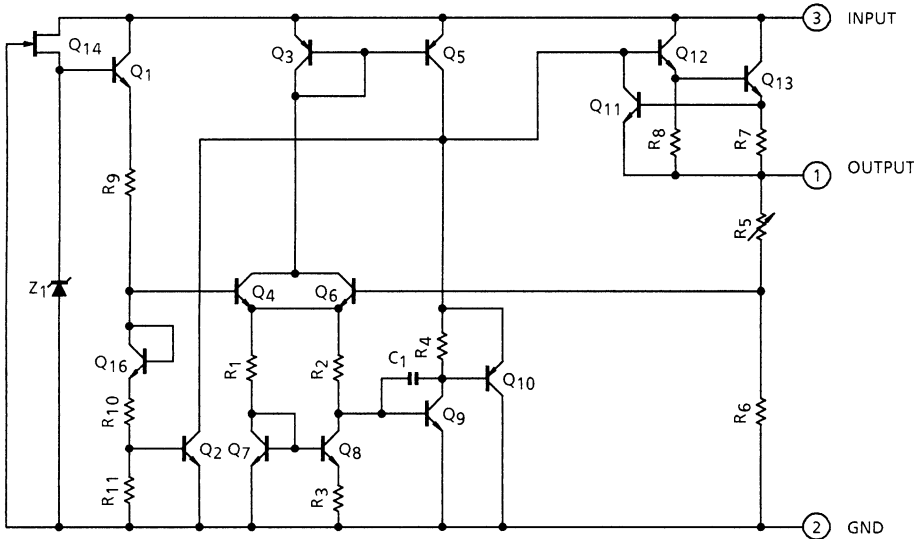 3 INPUT
Q14
Q1
Q3
Q5
Q12
Q13
Q11
R8
R7
R9
1 OUTPUT
R5
Z1
Q4
Q6
Q16
R1
R2
R4
C1
Q10
R10
Q9
R6
Q2
Q7
Q8
R11
R3
2 GND